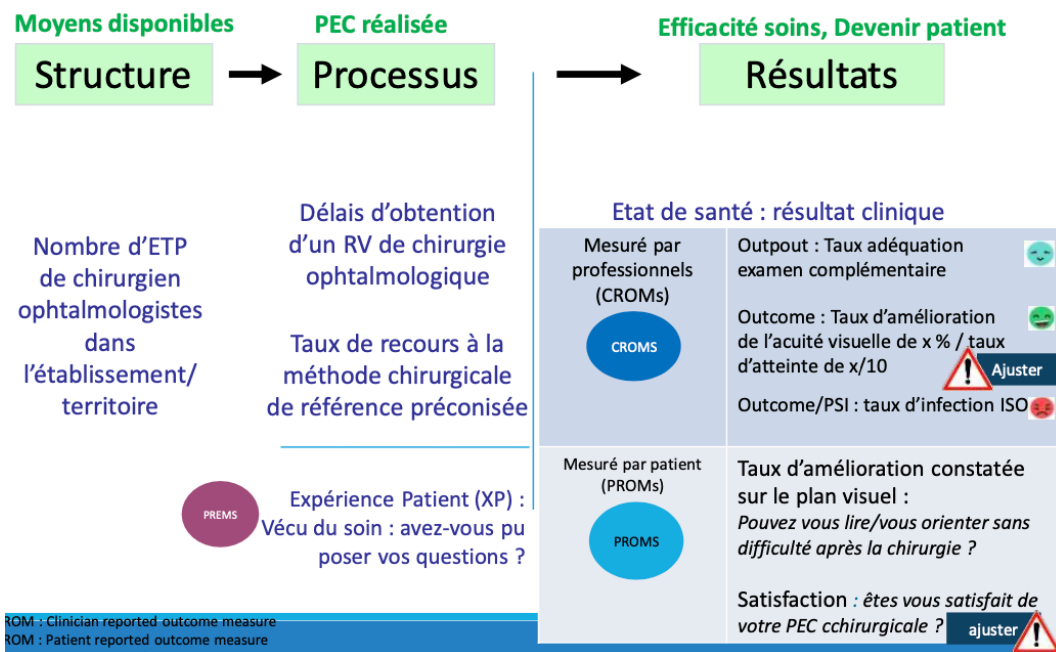 Moyens disponibles
PEC réalisée
Efficacité soins, Devenir patient
Structure
Processus
Résultats
Nombre d'ETP
de chirurgien
ophtalmologistes
dans
l'établissement/
territoire
Délais d'obtention
d'un RV de chirurgie
ophtalmologique
Taux de recours à la
méthode chirurgicale
de référence préconisée
PREMS
Expérience Patient (XP) :
Vécu du soin : avez-vous pu
poser vos questions ?
Etat de santé : résultat clinique
Mesuré par
professionnels
(CROMs)
CROMS
Outpout : Taux adéquation
examen complémentaire
Outcome : Taux d'amélioration
de l'acuité visuelle de x % / taux
d'atteinte de x/10
Ajuster
Outcome/PSI : taux d'infection ISO
Mesuré par patient
(PROMs)
PROMS
Taux d'amélioration constatée
sur le plan visuel :
Pouvez vous lire/vous orienter sans
difficulté après la chirurgie ?
Satisfaction : êtes vous satisfait de
votre PEC cchirurgicale ?
ajuster
ROM : Clinician reported outcome measure
ROM : Patient reported outcome measure